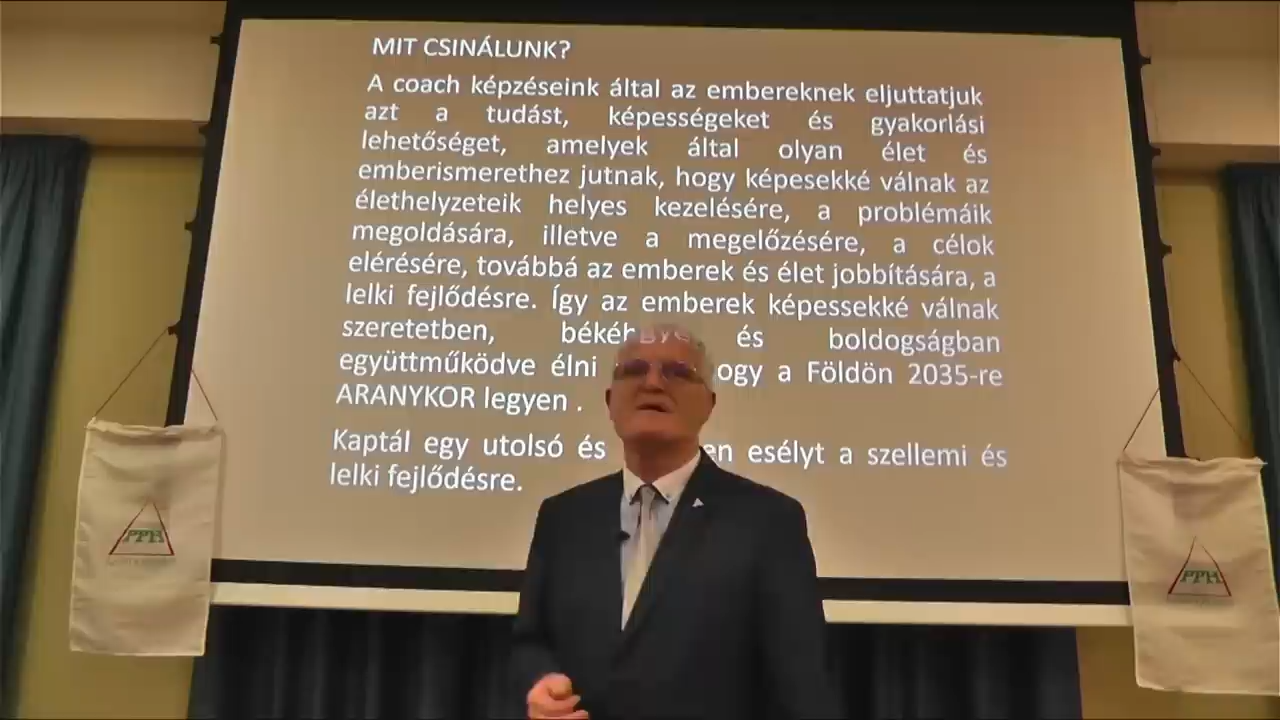 MIT CSINÁLUNK?
A coach képzéseink által az embereknek eljuttatjuk
azt a tudást, képességeket és gyakorlási
lehetőséget, amelyek által olyan élet és
emberismerethez jutnak, hogy képesekké válnak az
élethelyzeteik helyes kezelésére, a problémáik
megoldására, illetve a megelőzésére, a célok
elérésére, továbbá az emberek és élet jobbítására, a
lelki fejlődésre. Így az emberek képessekké válnak
szeretetben, és boldogságban
együttműködve élni ogy a Földön 2035-re
ARANYKOR legyen .
Kaptál egy utolsó és en esélyt a szellemi és
lelki fejlődésre.
PPH
PPH